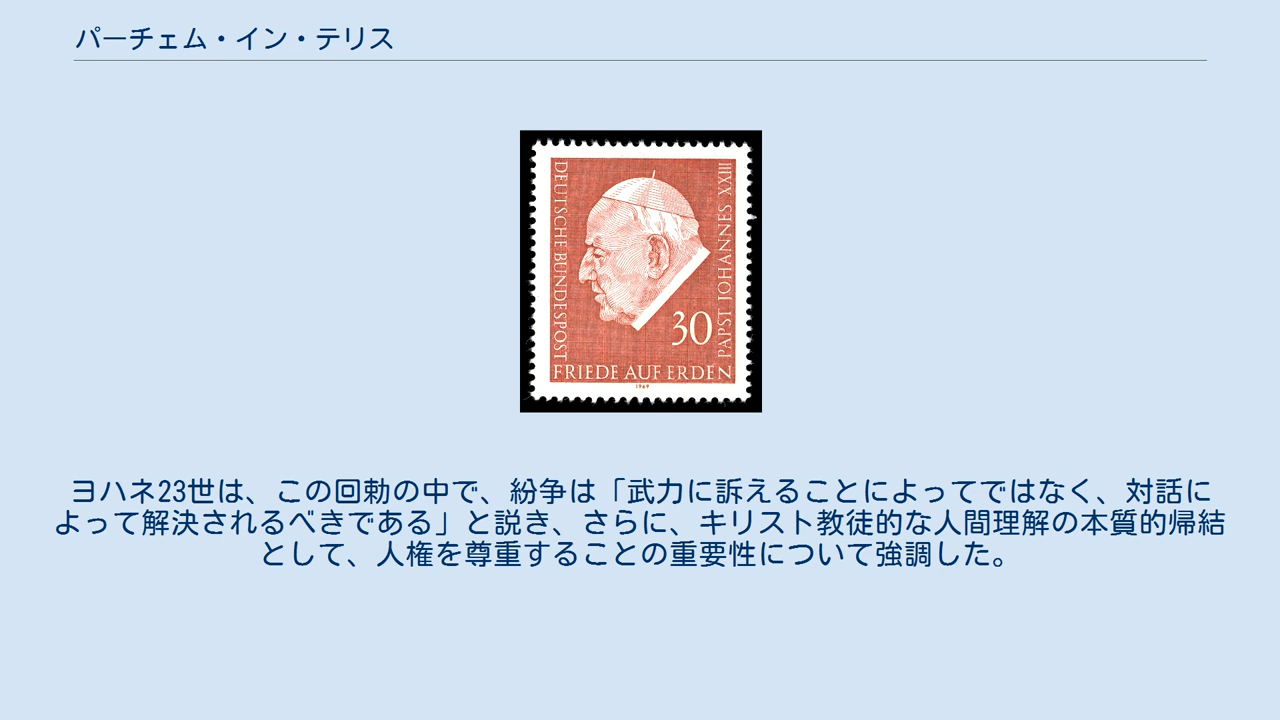 パーチェム・イン・テリス
DEUTSCHE BUNDESPOST
PAPST JOHANNES XXIII
30
FRIEDE AUF ERDEN
1969
ヨハネ23世は、この回勅の中で、紛争は「武力に訴えることによってではなく、対話に
よって解決されるべきである」と説き、さらに、キリスト教徒的な人間理解の本質的帰結
として、人権を尊重することの重要性について強調した。